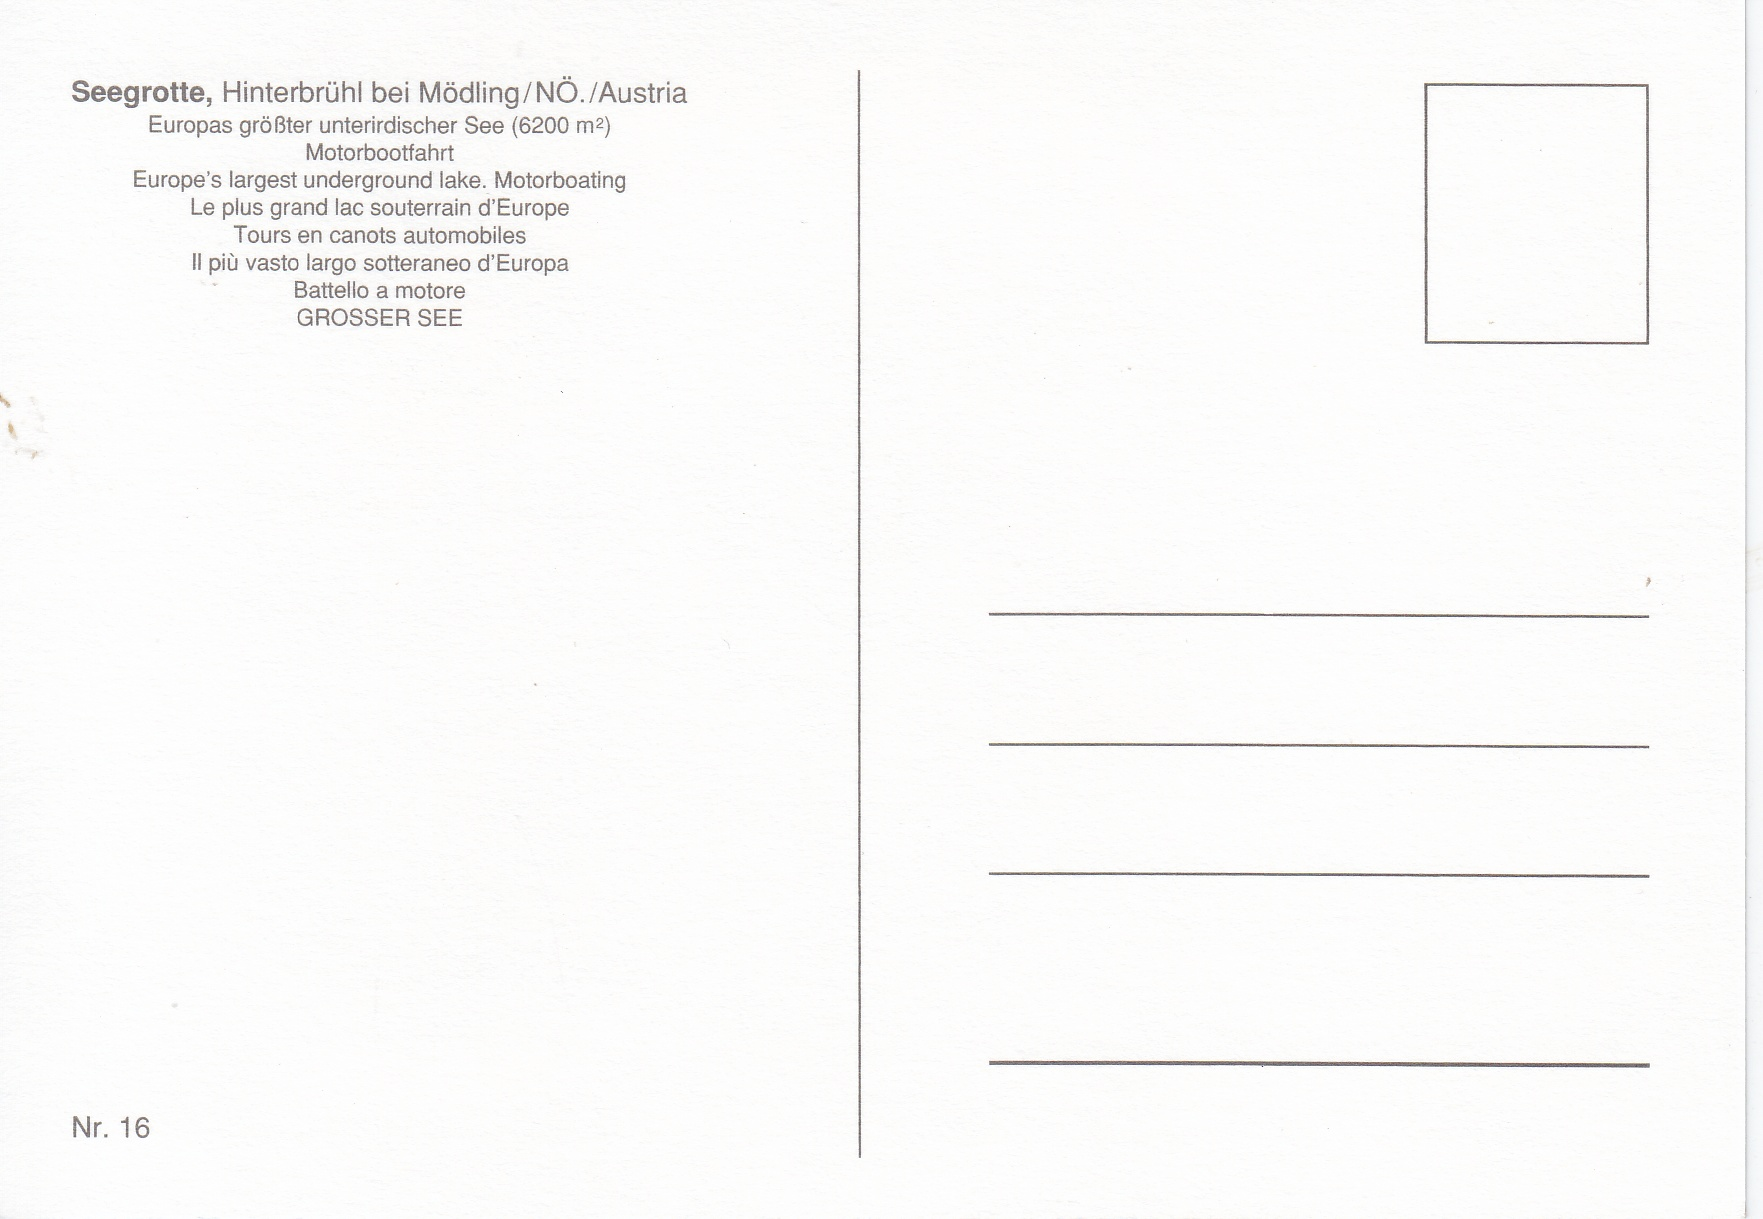 Seegrotte, Hinterbrühl bei Mödling/NÖ./Austria
Europas größter unterirdischer See (6200 m²)
Motorbootfahrt
Europe's largest underground lake. Motorboating
Le plus grand lac souterrain d'Europe
Tours en canots automobiles
Il più vasto largo sotteraneo d'Europa
Battello a motore
GROSSER SEE
Nr. 16